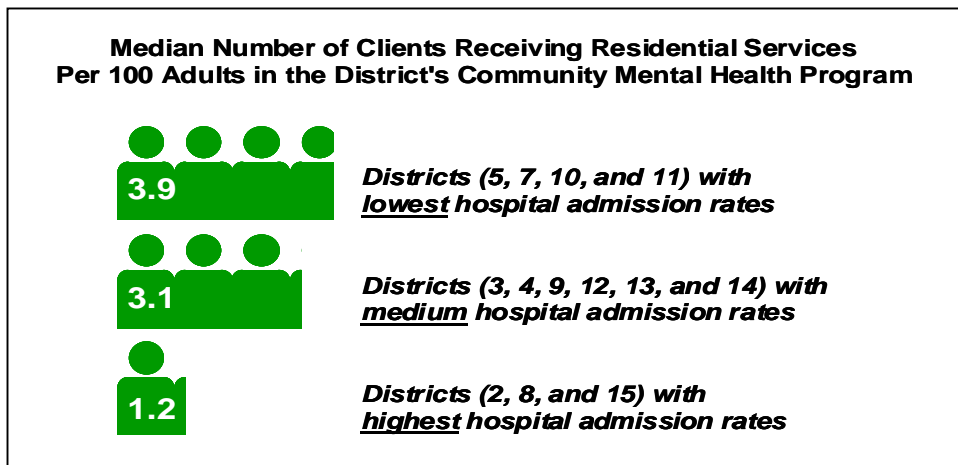 Median Number of Clients Receiving Residential Services
Per 100 Adults in the District's Community Mental Health Program
3.9
Districts (5, 7, 10, and 11) with
lowest hospital admission rates
3.1
Districts (3, 4, 9, 12, 13, and 14) with
medium hospital admission rates
1.2
Districts (2, 8, and 15) with
highest hospital admission rates